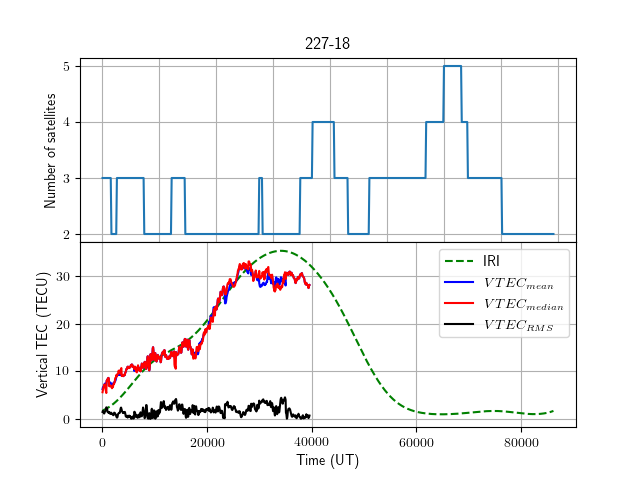 227-18
Number of satellites
5
4
3
2
Vertical TEC (TECU)
30
20
10
0
IRI
VTEC_mean
VTEC_median
VTEC_RMS
0 20000 40000 60000 80000
Time (UT)